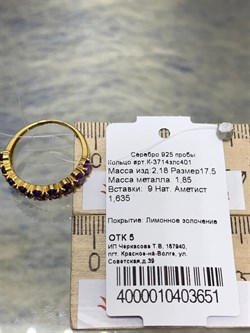 Серебро 925 пробы
Кольцо арт.К-3714злс401
Масса изд:2,18 Размер17.5
Масса металла: 1,85
Вставки: 9 Нат. Аметист
1,635
Покрытие: Лимонное золочение
ОТК 5
ИП Черкасова Т.В, 157940,
пгт. Красное-на-Волге, ул.
Советская,д.39
4000010403651